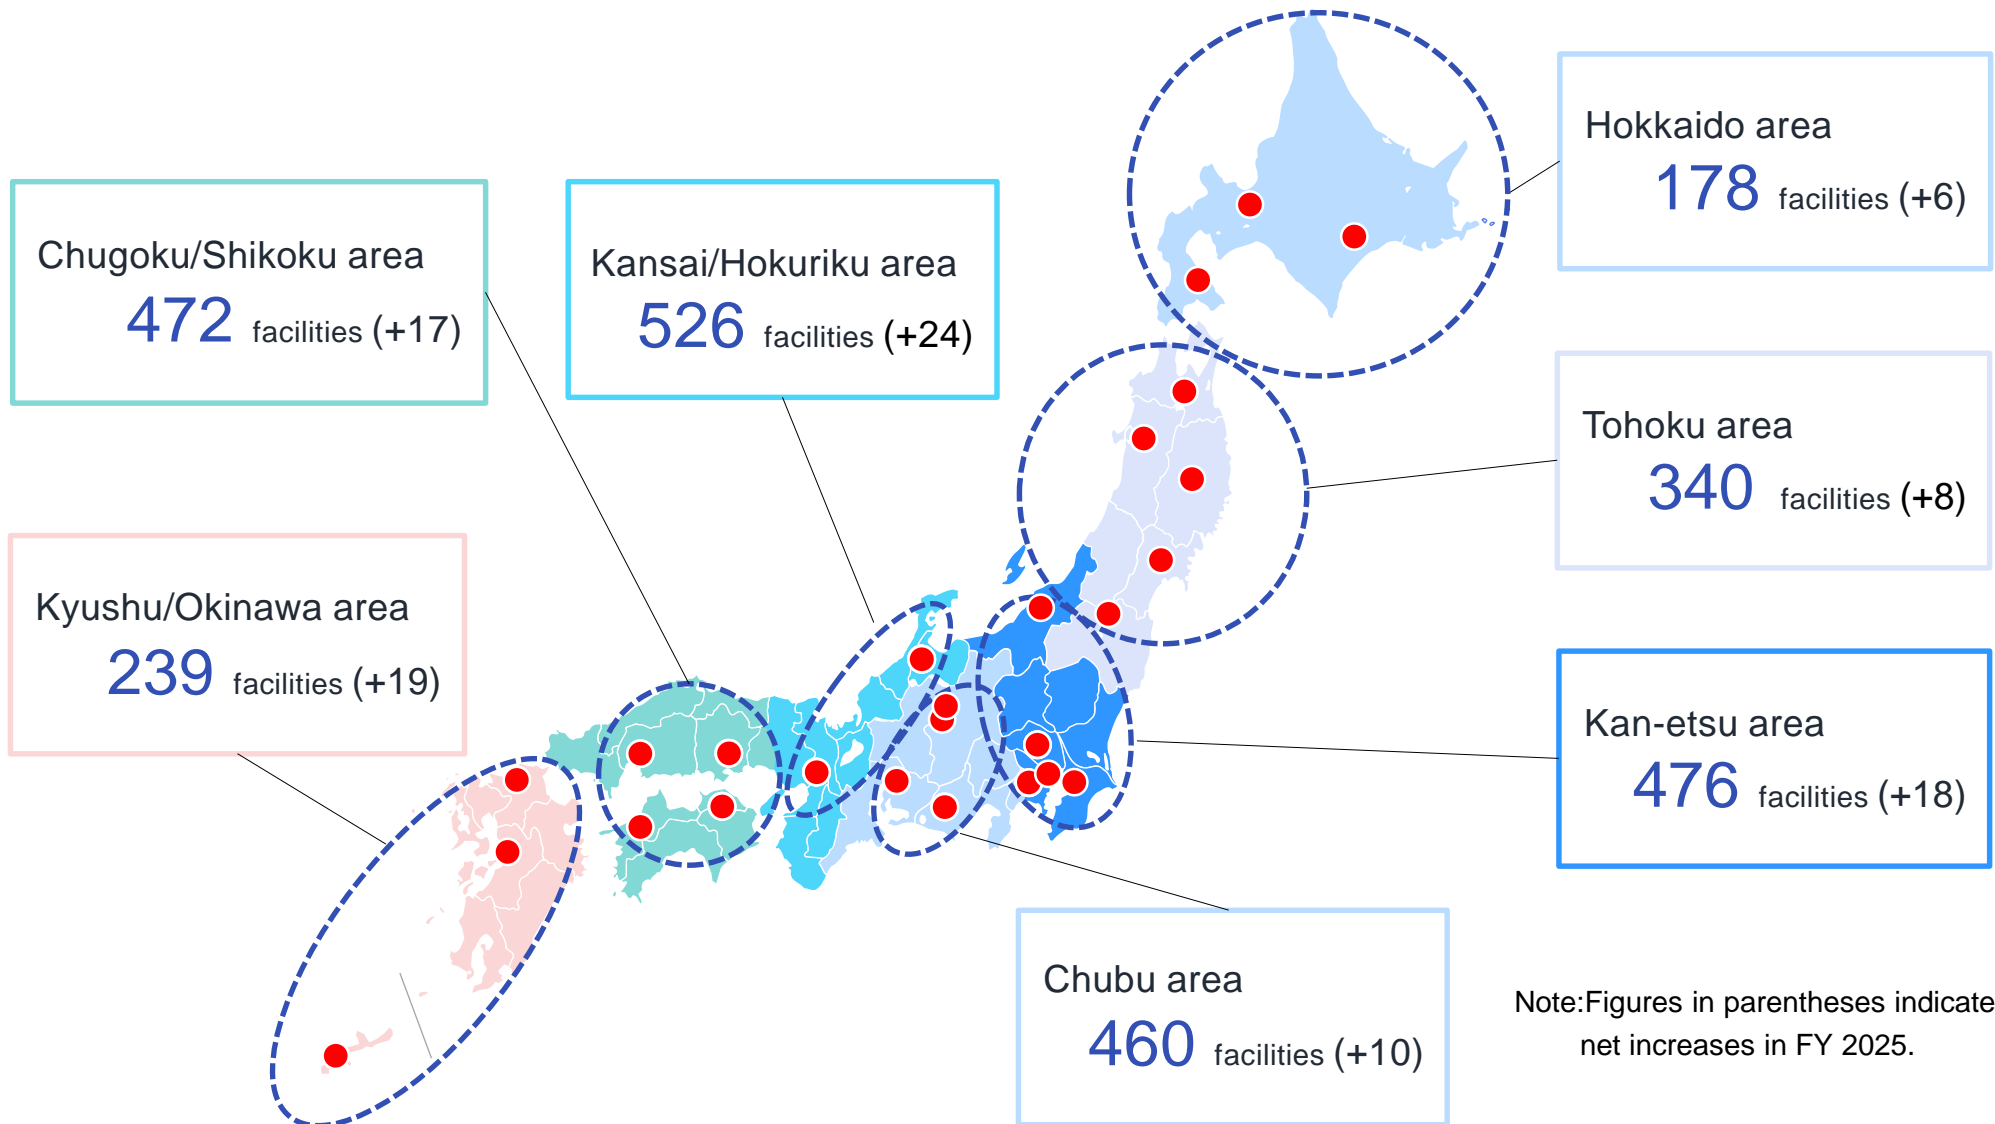 Hokkaido area
178 facilities (+6)
Chugoku/Shikoku area
472 facilities (+17)
Kansai/Hokuriku area
526 facilities (+24)
Tohoku area
340 facilities (+8)
Kyushu/Okinawa area
239 facilities (+19)
Kan-etsu area
476 facilities (+18)
Chubu area
460 facilities (+10)
Note:Figures in parentheses indicate
net increases in FY 2025.